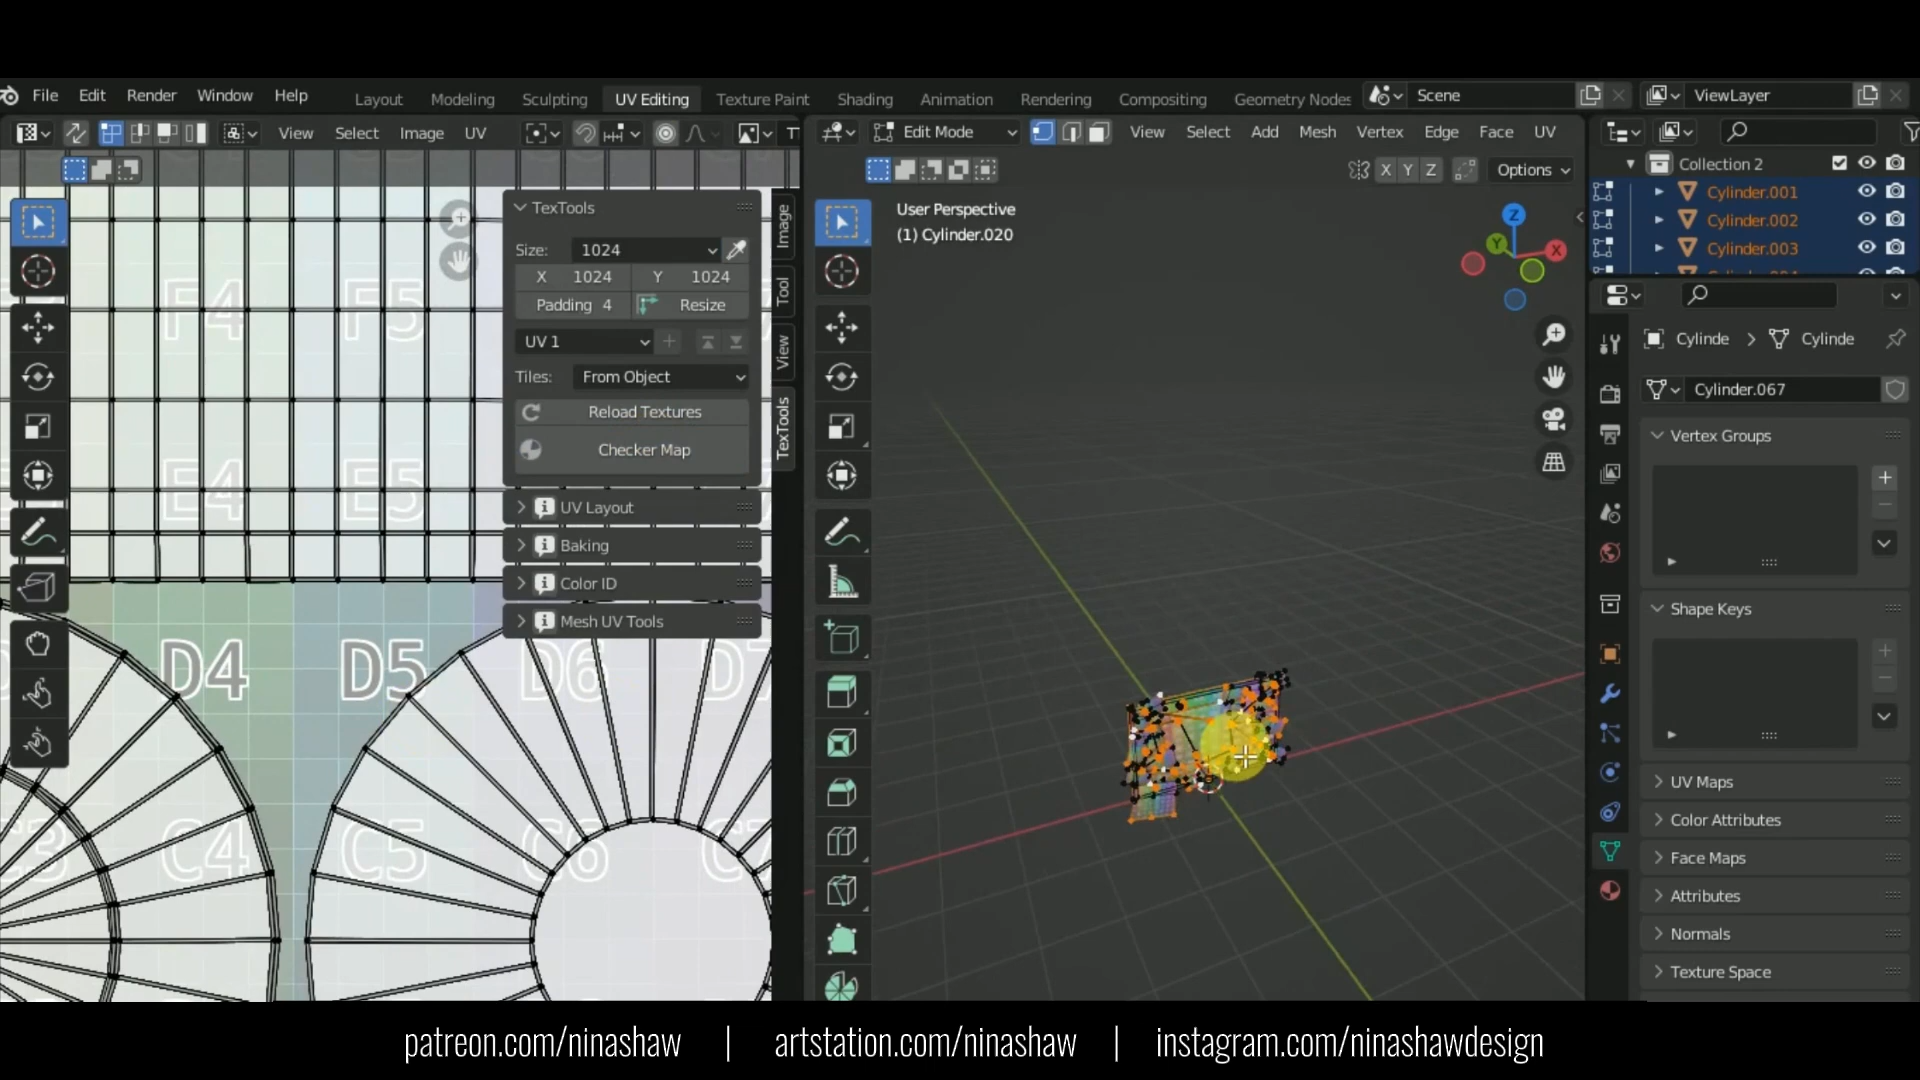 File Edit Render Window Help Layout Modeling Sculpting UV Editing Texture Paint Shading Animation Rendering Compositing Geometry Nodes Scene ViewLayer
View Select Image UV Edit Mode View Select Add Mesh Vertex Edge Face UV
X Y Z Options
Collection 2
Cylinder.001
Cylinder.002
Cylinder.003
User Perspective
(1) Cylinder.020
Z
Y
X
TexTools
Size: 1024
X 1024 Y 1024
Padding 4 Resize
UV 1
Tiles: From Object
Reload Textures
Checker Map
UV Layout
Baking
Color ID
Mesh UV Tools
Image
Tool
View
TexTools
F4 F5
E4 E5
D4 D5 D6
C4 C5 C6
Cylinde Cylinde
Cylinder.067
Vertex Groups
Shape Keys
UV Maps
Color Attributes
Face Maps
Attributes
Normals
Texture Space
patreon.com/ninashaw | artstation.com/ninashaw | instagram.com/ninashawdesign